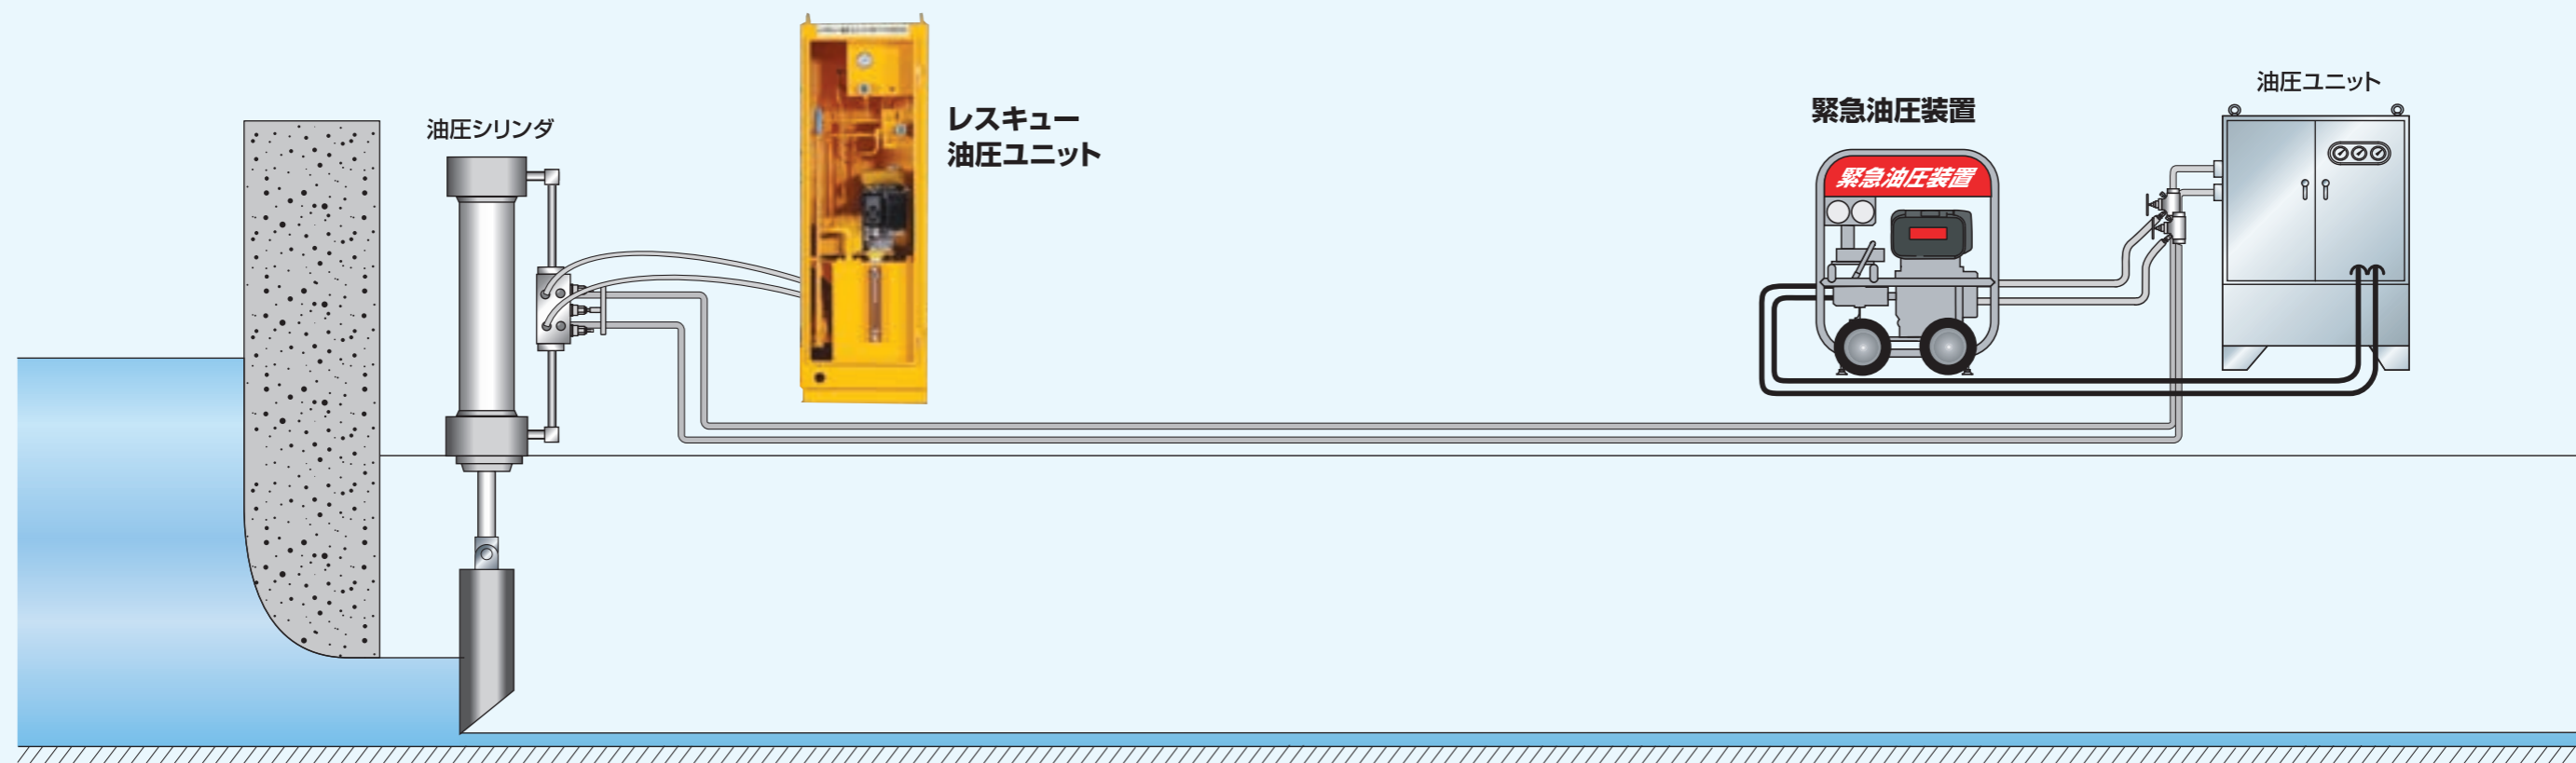 油圧シリンダ
レスキュー
油圧ユニット
緊急油圧装置
緊急油圧装置
油圧ユニット